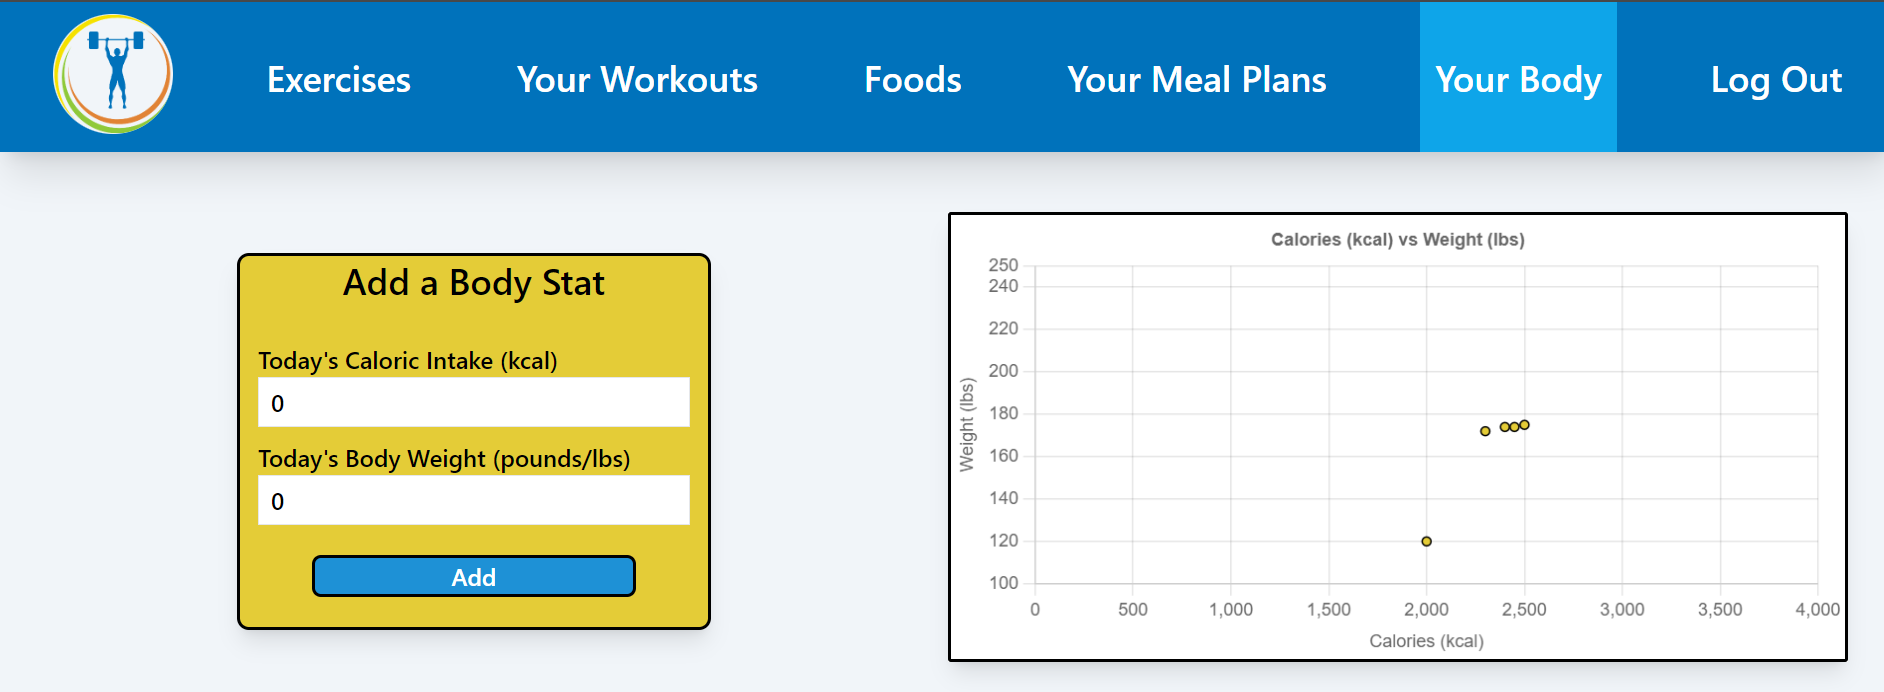 Exercises Your Workouts Foods Your Meal Plans Your Body Log Out
Add a Body Stat
Today's Caloric Intake (kcal)
0
Today's Body Weight (pounds/lbs)
0
Add
Calories (kcal) vs Weight (lbs)
250
240
220
200
180
160
140
120
100
Weight (lbs)
0 500 1,000 1,500 2,000 2,500 3,000 3,500 4,000
Calories (kcal)